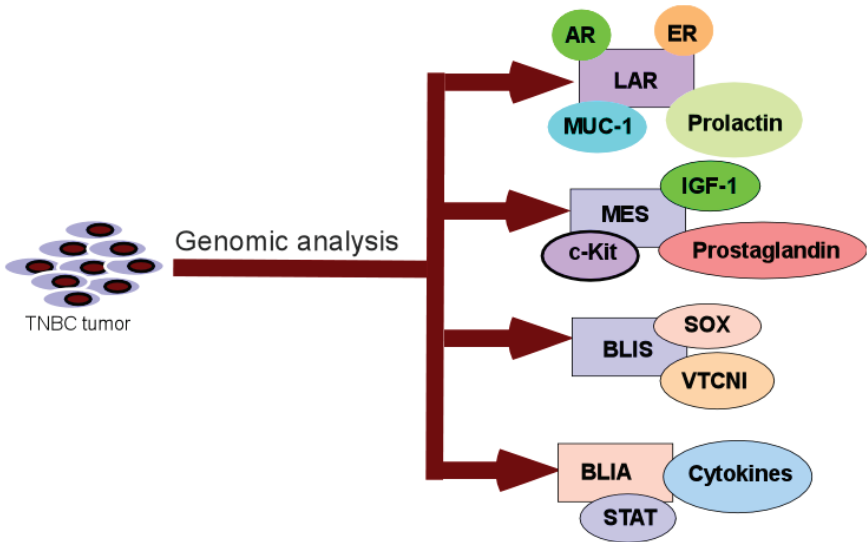 AR
ER
LAR
MUC-1
Prolactin
IGF-1
MES
c-Kit
Prostaglandin
Genomic analysis
TNBC tumor
SOX
BLIS
VTCNI
BLIA
Cytokines
STAT